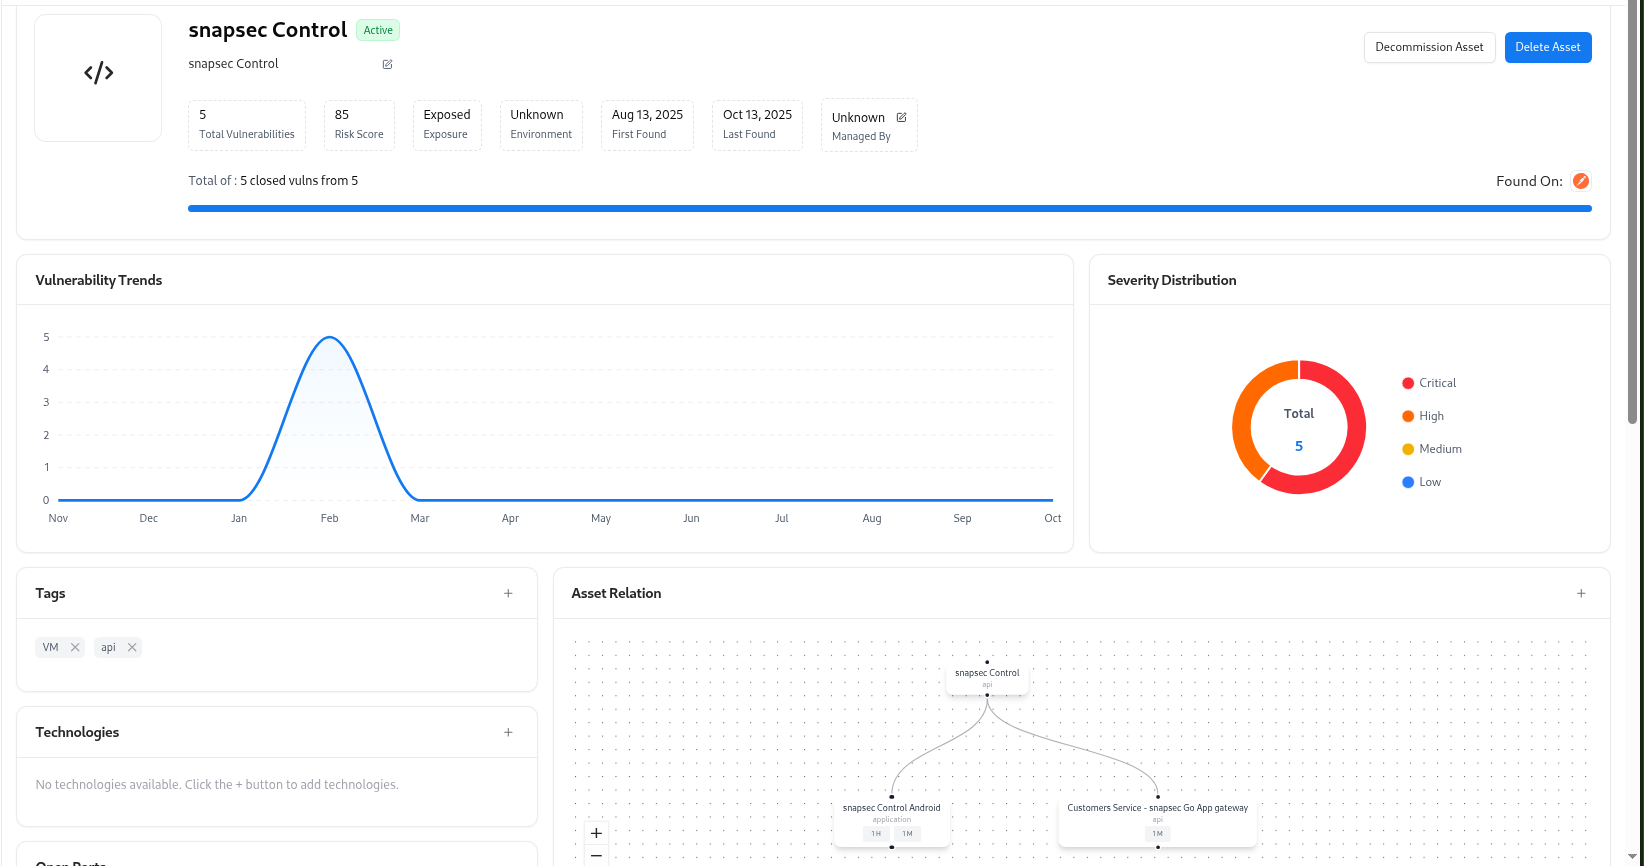 snapsec Control
Active
Decommission Asset
Delete Asset
snapsec Control
5
Total Vulnerabilities
85
Risk Score
Exposed
Exposure
Unknown
Environment
Aug 13, 2025
First Found
Oct 13, 2025
Last Found
Unknown
Managed By
Total of : 5 closed vulns from 5
Found On:
Vulnerability Trends
5
4
3
2
1
0
Nov Dec Jan Feb Mar Apr May Jun Jul Aug Sep Oct
Severity Distribution
Total
5
Critical
High
Medium
Low
Tags
VM
api
Technologies
No technologies available. Click the + button to add technologies.
Asset Relation
snapsec Control
api
snapsec Control Android
application
1H 1M
Customers Service - snapsec Go App gateway
api
1M
Open Ports